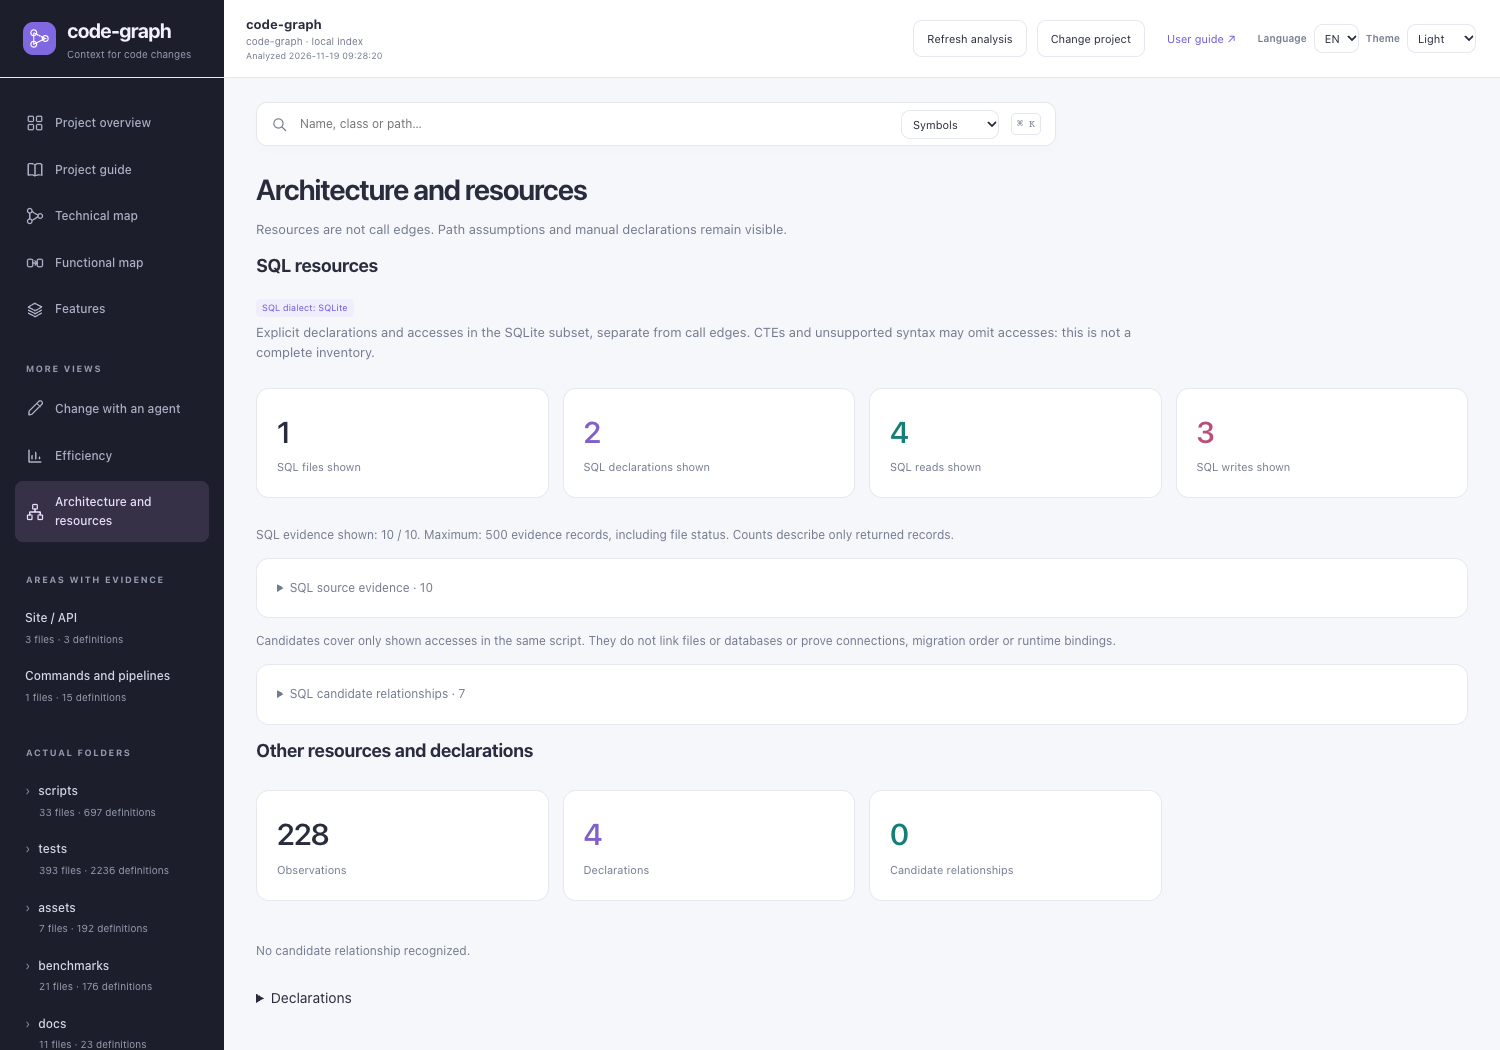 code-graph
Context for code changes
code-graph
code-graph · local index
Analyzed 2026-11-19 09:28:20
Refresh analysis
Change project
User guide ↗
Language
EN
Theme
Light
Project overview
Project guide
Technical map
Functional map
Features
MORE VIEWS
Change with an agent
Efficiency
Architecture and
resources
AREAS WITH EVIDENCE
Site / API
3 files · 3 definitions
Commands and pipelines
1 files · 15 definitions
ACTUAL FOLDERS
› scripts
33 files · 697 definitions
› tests
393 files · 2236 definitions
› assets
7 files · 192 definitions
› benchmarks
21 files · 176 definitions
› docs
11 files · 23 definitions
Name, class or path...
Symbols
⌘ K
Architecture and resources
Resources are not call edges. Path assumptions and manual declarations remain visible.
SQL resources
SQL dialect: SQLite
Explicit declarations and accesses in the SQLite subset, separate from call edges. CTEs and unsupported syntax may omit accesses: this is not a
complete inventory.
1
SQL files shown
2
SQL declarations shown
4
SQL reads shown
3
SQL writes shown
SQL evidence shown: 10 / 10. Maximum: 500 evidence records, including file status. Counts describe only returned records.
▶ SQL source evidence · 10
Candidates cover only shown accesses in the same script. They do not link files or databases or prove connections, migration order or runtime bindings.
▶ SQL candidate relationships · 7
Other resources and declarations
228
Observations
4
Declarations
0
Candidate relationships
No candidate relationship recognized.
▶ Declarations